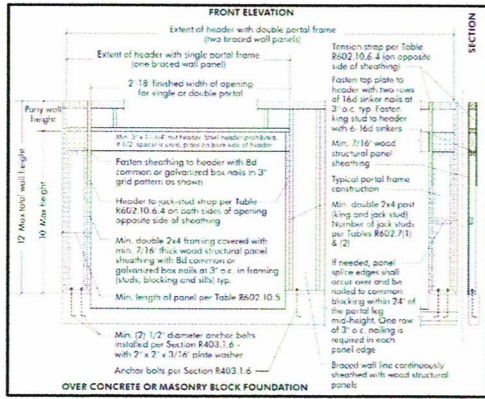 FRONT ELEVATION
SECTION
Extent of header with double portal frame
(two braced wall panels)
Extent of header with single portal frame
(one braced wall panel)
2'-18' finished width of opening
for single or double portal
Pony wall
height
12' Max total wall height
10' Max height
Min. 3" x 11-1/4" net header. Steel header prohibited.
if 1/2" spacer is used, place on back side of header
Fasten sheathing to header with 8d
common or galvanized box nails in 3"
grid pattern as shown
Header to jack-stud strap per Table
R602.10.6.4 on both sides of opening
opposite side of sheathing
Min. double 2x4 framing covered with
min. 7/16" thick wood structural panel
sheathing with 8d common or
galvanized box nails at 3" o.c. in framing
(studs, blocking and sills) typ.
Min. length of panel per Table R602.10.5
Min. (2) 1/2" diameter anchor bolts
installed per Section R403.1.6 -
with 2" x 2" x 3/16" plate washer
Anchor bolts per Section R403.1.6
OVER CONCRETE OR MASONRY BLOCK FOUNDATION
Tension strap per Table
R602.10.6.4 (on opposite
side of sheathing)
Fasten top plate to
header with two rows
of 16d sinker nails at
3" o.c. typ. Fasten
king stud to header
with 6-16d sinkers
Min. 7/16" wood
structural panel
sheathing
Typical portal frame
construction
Min. double 2x4 post
(king and jack stud)
Number of jack studs
per Tables R602.7(1)
& (2)
If needed, panel
splice edges shall
occur over and be
nailed to common
blocking within 24" of
the portal leg
mid-height. One row
of 3" o.c. nailing is
required in each
panel edge
Braced wall line continuously
sheathed with wood structural
panels